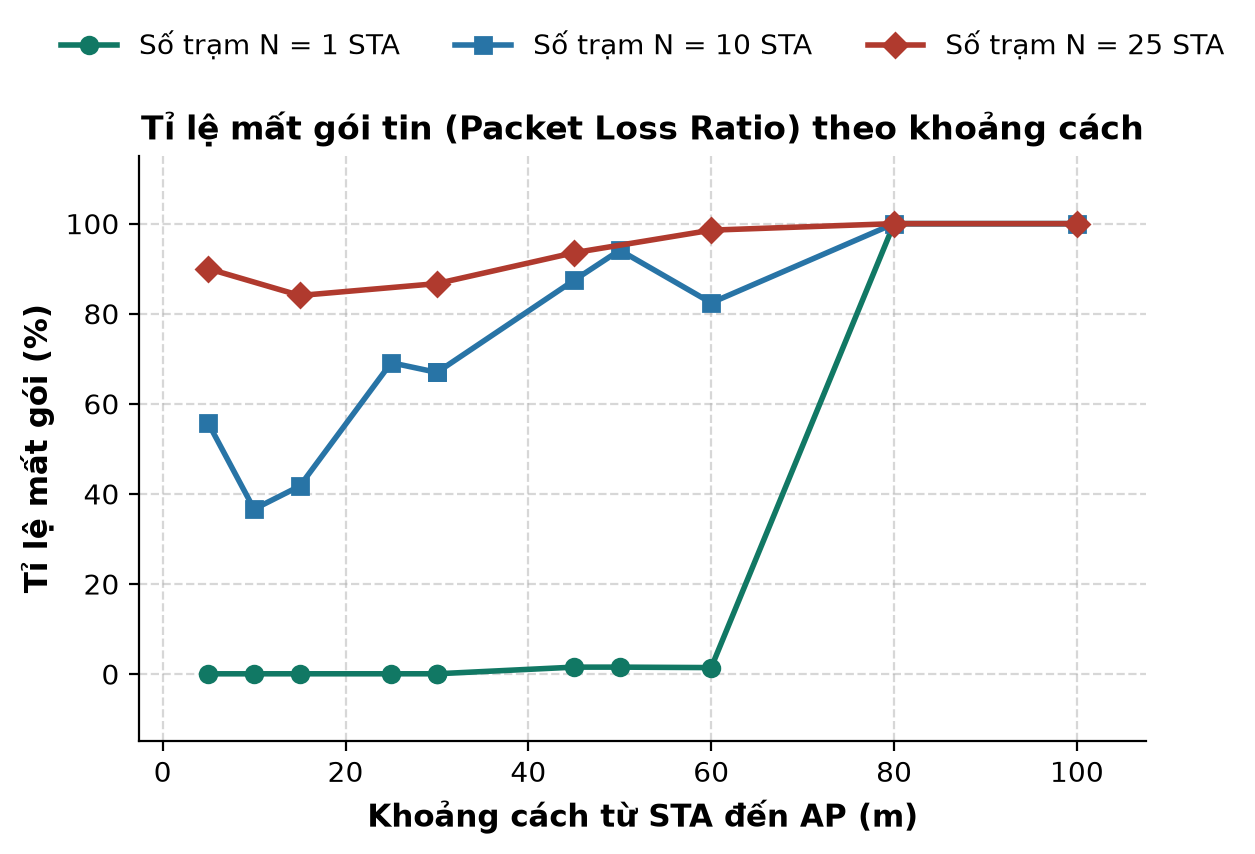 Số trạm N = 1 STA Số trạm N = 10 STA Số trạm N = 25 STA
Tỉ lệ mất gói tin (Packet Loss Ratio) theo khoảng cách
Tỉ lệ mất gói (%)
100
80
60
40
20
0
0 20 40 60 80 100
Khoảng cách từ STA đến AP (m)